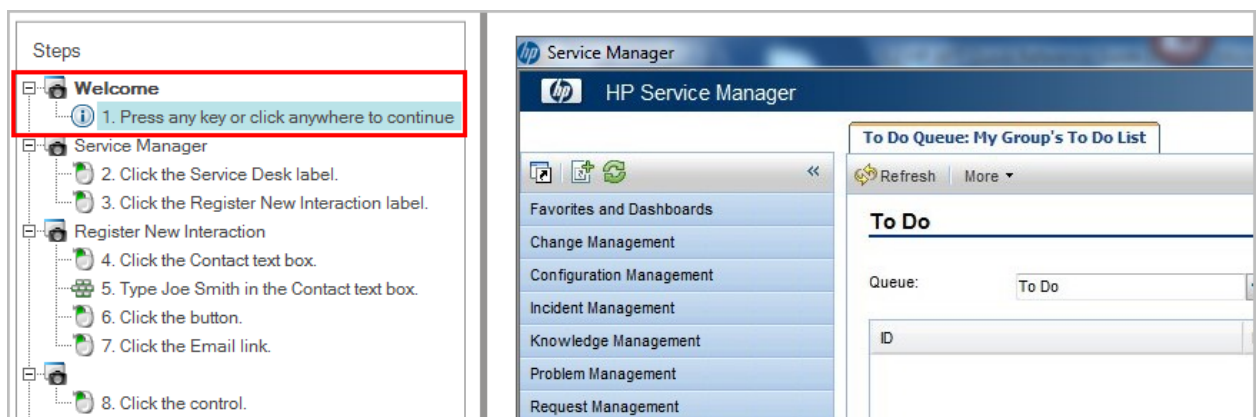 Steps
Welcome
1. Press any key or click anywhere to continue
Service Manager
2. Click the Service Desk label.
3. Click the Register New Interaction label.
Register New Interaction
4. Click the Contact text box.
5. Type Joe Smith in the Contact text box.
6. Click the button.
7. Click the Email link.
8. Click the control.
hp Service Manager
hp HP Service Manager
To Do Queue: My Group's To Do List
Refresh More
Favorites and Dashboards
Change Management
Configuration Management
Incident Management
Knowledge Management
Problem Management
Request Management
To Do
Queue: To Do
ID